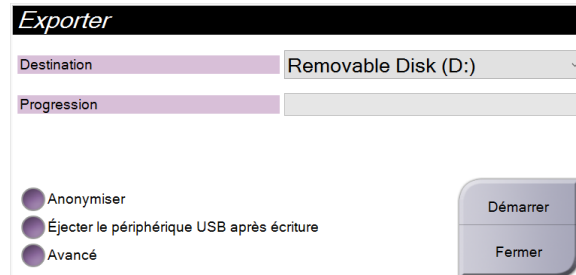 Exporter
Destination
Removable Disk (D:)
Progression
Anonymiser
Éjecter le périphérique USB après écriture
Avancé
Démarrer
Fermer